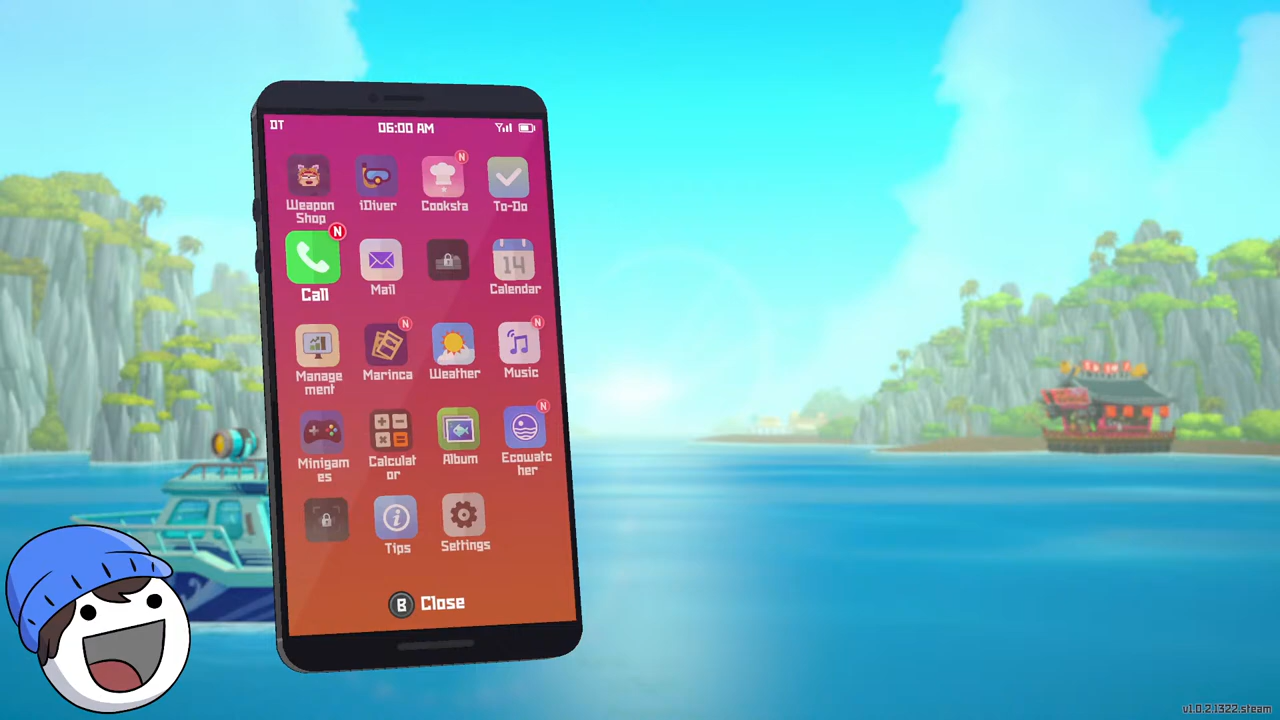 DT
06:00 AM
Weapon
Shop
iDiver
N
Cooksta
To-Do
N
Call
Mail
14
Calendar
Manage
ment
N
Marinca
Weather
N
Music
Minigam
es
Calculat
or
Album
N
Ecowatc
her
Tips
Settings
B Close
v1.0.2.1322.steam